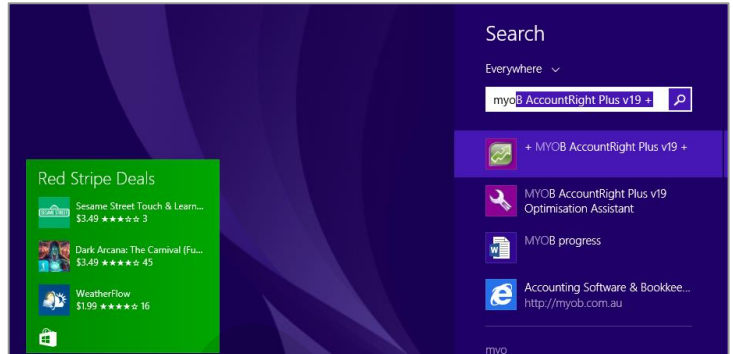 Search
Everywhere
myoB AccountRight Plus v19 +
+ MYOB AccountRight Plus v19 +
MYOB AccountRight Plus v19
Optimisation Assistant
MYOB progress
Accounting Software & Bookkee...
http://myob.com.au
myo
Red Stripe Deals
SESAME STREET
Sesame Street Touch & Learn...
$3.49 ★★★☆☆ 3
Dark Arcana: The Carnival (Fu...
$3.49 ★★★★☆ 45
WeatherFlow
$1.99 ★★★★☆ 16